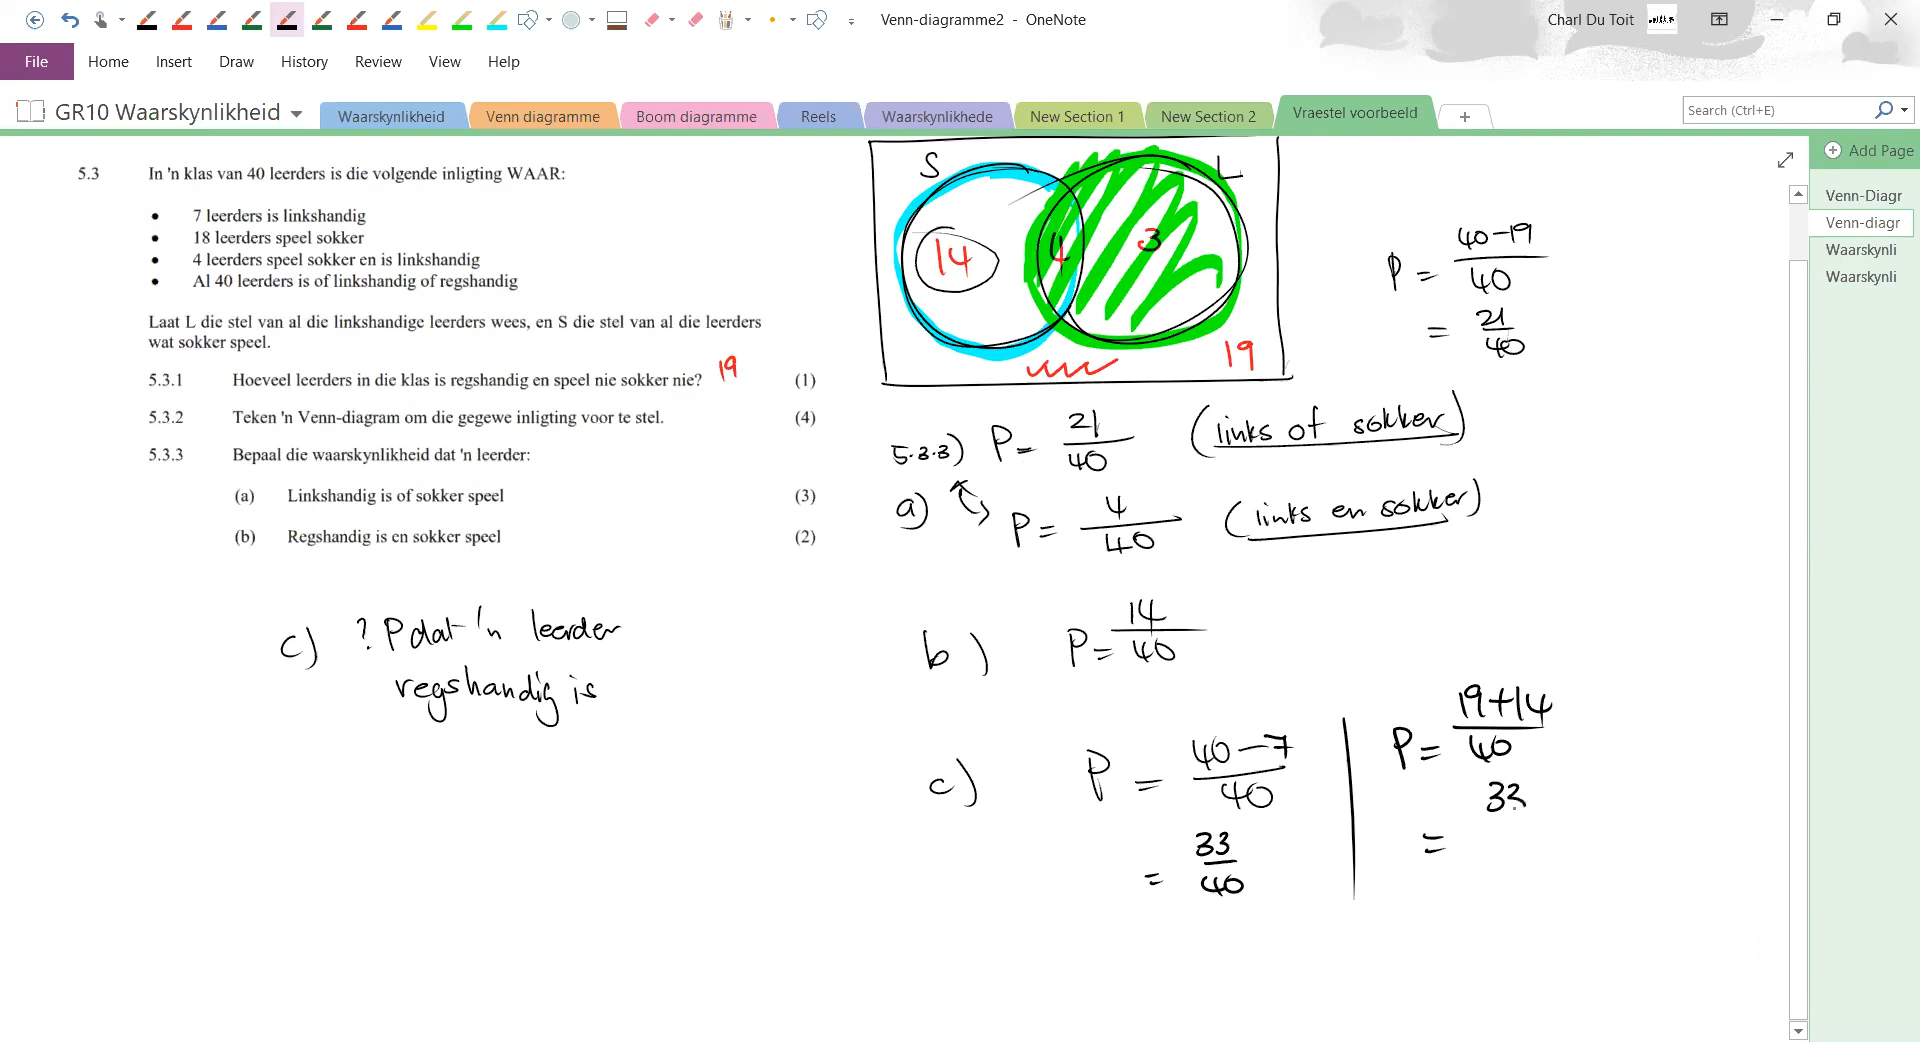 Venn-diagramme2 - OneNote
Charl Du Toit
File Home Insert Draw History Review View Help
GR10 Waarskynlikheid
Waarskynlikheid Venn diagramme Boom diagramme Reels Waarskynlikhede New Section 1 New Section 2 Vraestel voorbeeld +
Search (Ctrl+E)
Add Page
Venn-Diagr
Venn-diagr
Waarskynli
Waarskynli
5.3 In 'n klas van 40 leerders is die volgende inligting WAAR:
• 7 leerders is linkshandig
• 18 leerders speel sokker
• 4 leerders speel sokker en is linkshandig
• Al 40 leerders is of linkshandig of regshandig
Laat L die stel van al die linkshandige leerders wees, en S die stel van al die leerders
wat sokker speel.
5.3.1 Hoeveel leerders in die klas is regshandig en speel nie sokker nie? 19 (1)
5.3.2 Teken 'n Venn-diagram om die gegewe inligting voor te stel. (4)
5.3.3 Bepaal die waarskynlikheid dat 'n leerder:
(a) Linkshandig is of sokker speel (3)
(b) Regshandig is en sokker speel (2)
c) ? P dat 'n leerder
regshandig is
S L
14 4 3
19
P = 40-19
40
= 21
40
5.3.3) P = 21 (links of sokker)
40
a) P = 4 (links en sokker)
40
b) P = 14
40
c) P = 40-7
40
= 33
40
P = 19+14
40
= 33